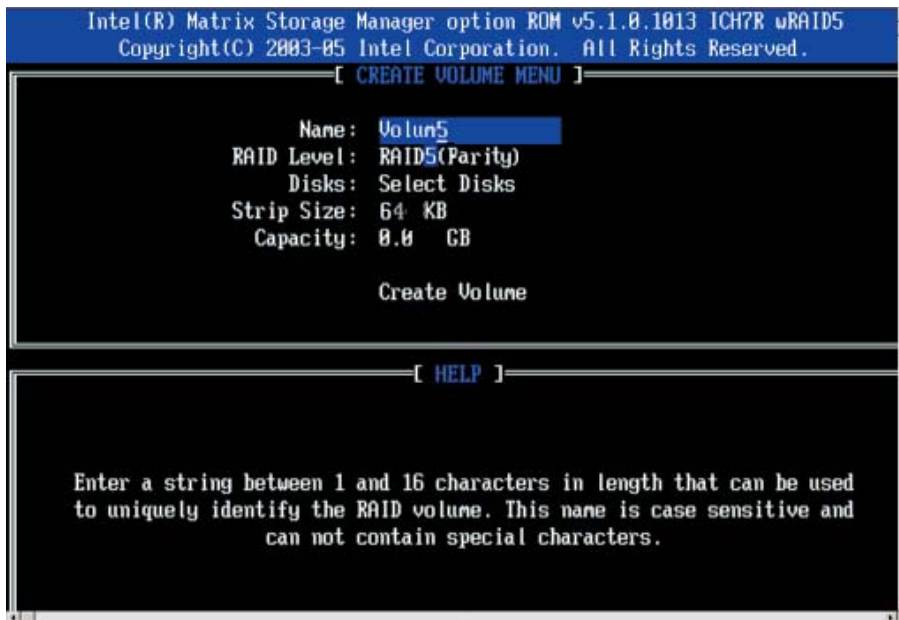 Intel(R) Matrix Storage Manager option ROM v5.1.0.1013 ICH7R wRAID5
Copyright(C) 2003-05 Intel Corporation. All Rights Reserved.
[ CREATE VOLUME MENU ]
Name: Volum5
RAID Level: RAID5(Parity)
Disks: Select Disks
Strip Size: 64 KB
Capacity: 0.0 GB
Create Volume
[ HELP ]
Enter a string between 1 and 16 characters in length that can be used
to uniquely identify the RAID volume. This name is case sensitive and
can not contain special characters.